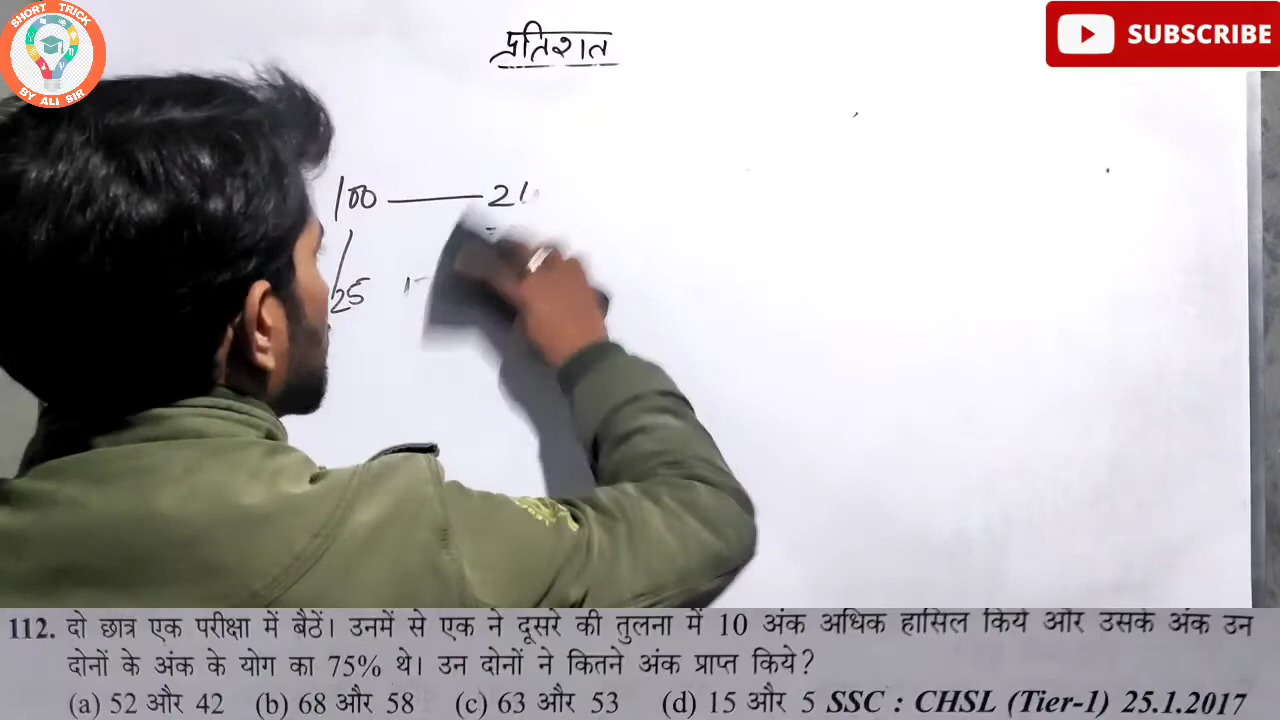 SHORT TRICK
BY ALI SIR
SUBSCRIBE
प्रतिशत
100 — 21
25
112. दो छात्र एक परीक्षा में बैठें। उनमें से एक ने दूसरे की तुलना में 10 अंक अधिक हासिल किये और उसके अंक उन
दोनों के अंक के योग का 75% थे। उन दोनों ने कितने अंक प्राप्त किये?
(a) 52 और 42 (b) 68 और 58 (c) 63 और 53 (d) 15 और 5 SSC : CHSL (Tier-1) 25.1.2017